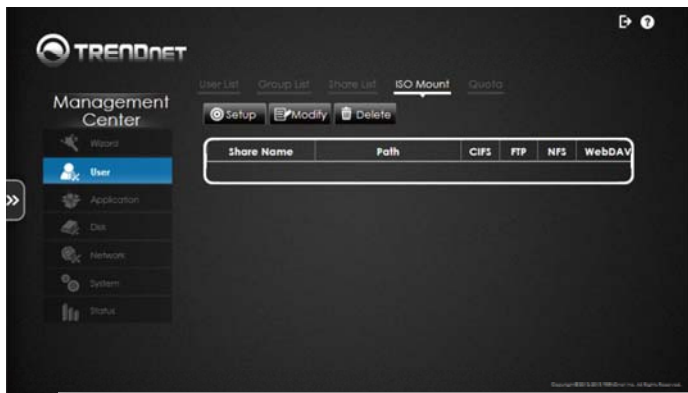 TRENDNET
User List Group List Share List ISO Mount Quota
Management
Center
Setup Modify Delete
Share Name Path CIFS FTP NFS WebDAV
Wizard
User
Application
Disk
Network
System
Status